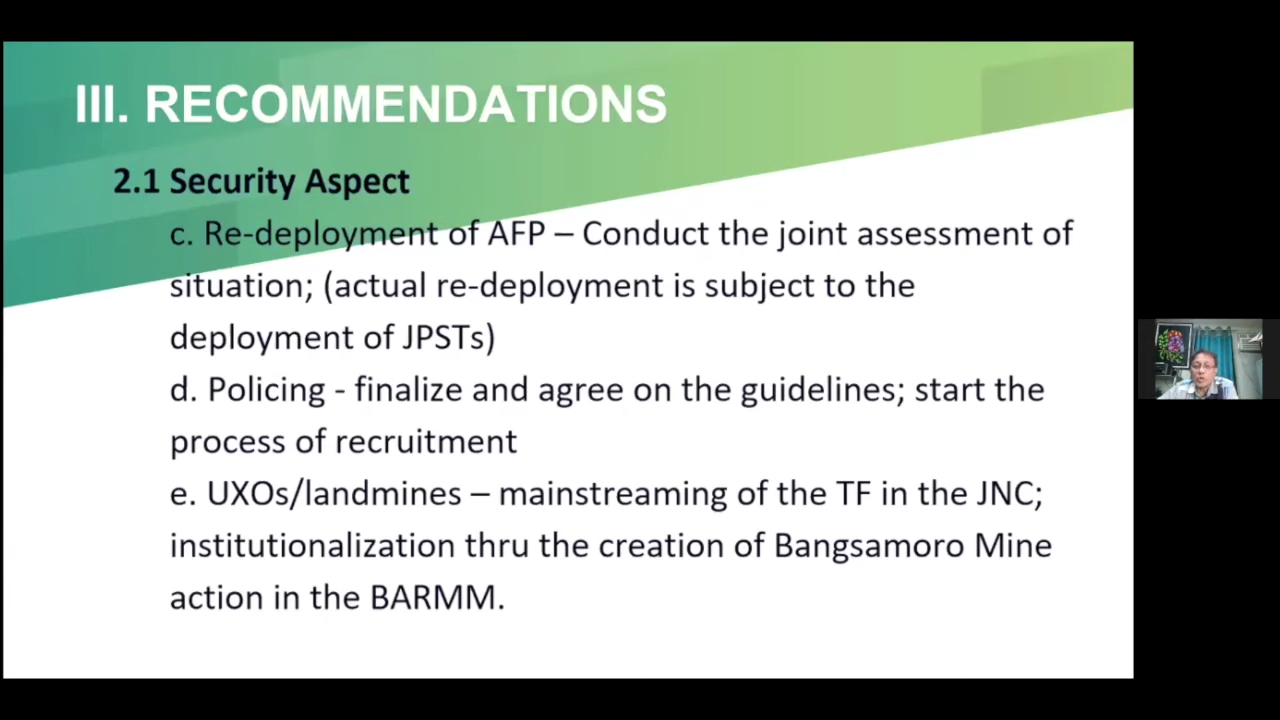 III. RECOMMENDATIONS
2.1 Security Aspect
c. Re-deployment of AFP – Conduct the joint assessment of
situation; (actual re-deployment is subject to the
deployment of JPSTs)
d. Policing - finalize and agree on the guidelines; start the
process of recruitment
e. UXOs/landmines – mainstreaming of the TF in the JNC;
institutionalization thru the creation of Bangsamoro Mine
action in the BARMM.